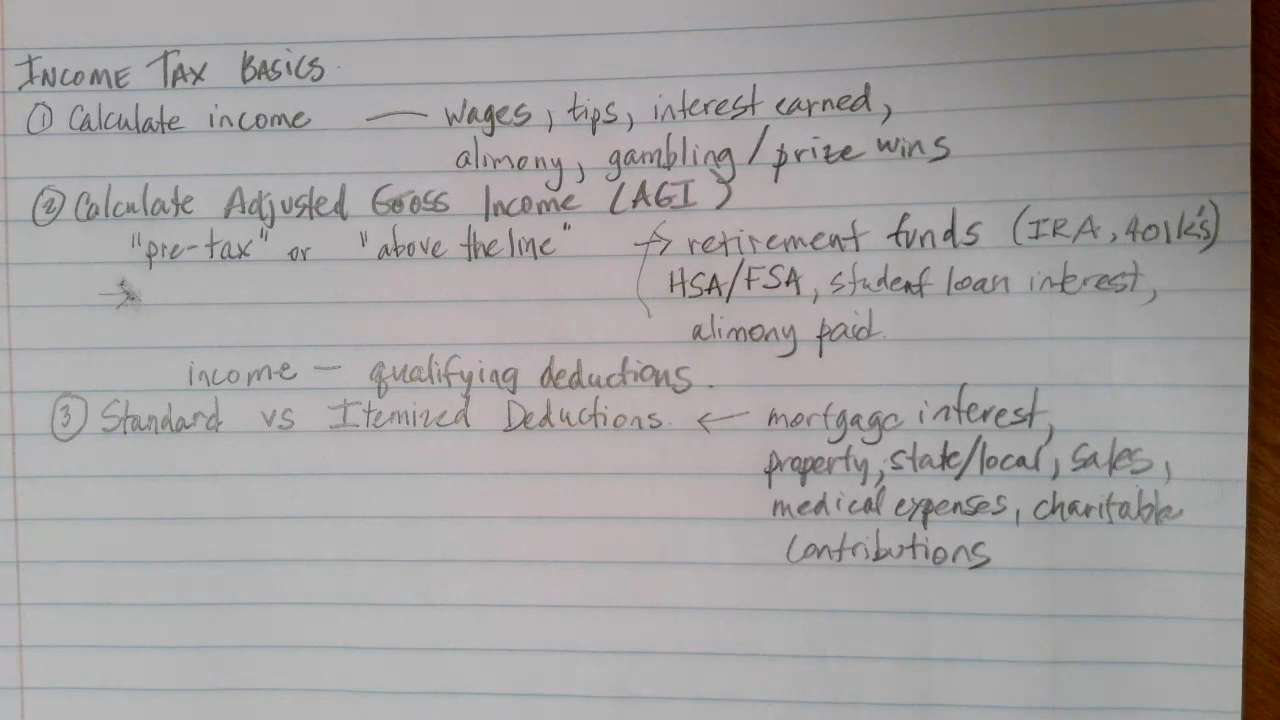 INCOME TAX BASICS.
① Calculate income — wages, tips, interest earned,
alimony, gambling/prize wins
② Calculate Adjusted Gross Income (AGI)
"pre-tax" or "above the line" → retirement funds (IRA, 401k's)
HSA/FSA, student loan interest,
alimony paid.
income — qualifying deductions.
③ Standard vs Itemized Deductions. ← mortgage interest,
property, state/local, sales,
medical expenses, charitable
contributions